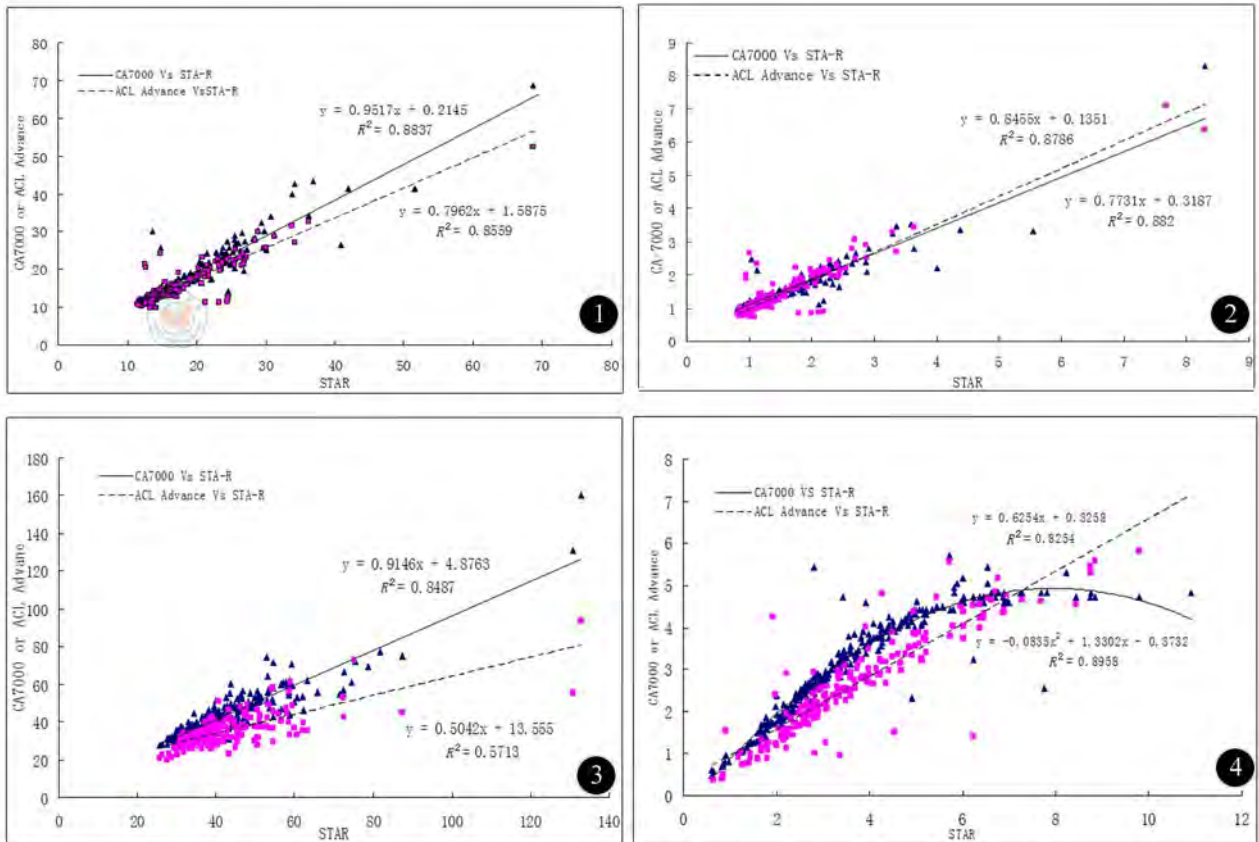 80
70
60
50
40
30
20
10
0
CA7000 or ACL Advance
CA7000 Vs STA-R
ACL Advance VsSTA-R
y = 0.9517x + 0.2145
R² = 0.8837
y = 0.7962x + 1.5875
R² = 0.8559
0 10 20 30 40 50 60 70 80
STAR
1
9
8
7
6
5
4
3
2
1
0
CA-7000 or ACL Advance
CA7000 Vs STA-R
ACL Advance Vs STA-R
y = 0.8455x + 0.1351
R² = 0.8786
y = 0.7731x + 0.3187
R² = 0.882
0 1 2 3 4 5 6 7 8 9
STAR
2
180
160
140
120
100
80
60
40
20
0
CA7000 or ACL Advane
CA7000 Vs STA-R
ACL Advance Vs STA-R
y = 0.9146x + 4.8763
R² = 0.8487
y = 0.5042x + 13.555
R² = 0.5713
0 20 40 60 80 100 120 140
STAR
3
8
7
6
5
4
3
2
1
0
CA7000 or ACL Advance
CA7000 VS STA-R
ACL Advance Vs STA-R
y = 0.6254x + 0.3258
R² = 0.8254
y = -0.0835x² + 1.3302x - 0.3732
R² = 0.8958
0 2 4 6 8 10 12
STAR
4